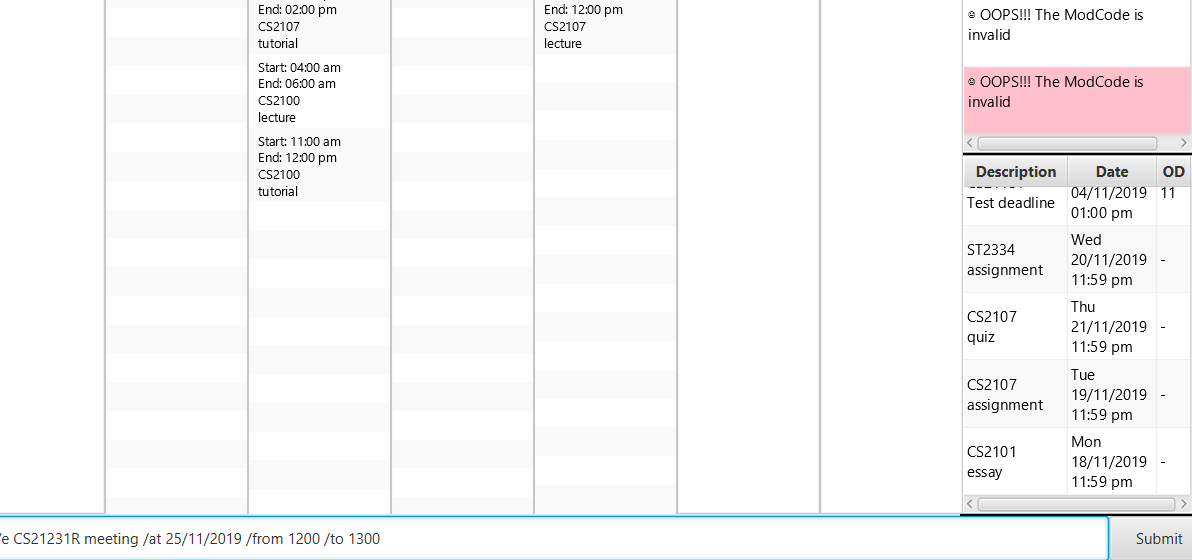 End: 02:00 pm
CS2107
tutorial
Start: 04:00 am
End: 06:00 am
CS2100
lecture
Start: 11:00 am
End: 12:00 pm
CS2100
tutorial
End: 12:00 pm
CS2107
lecture
OOPS!!! The ModCode is
invalid
OOPS!!! The ModCode is
invalid
Description Date OD
Test deadline
04/11/2019
01:00 pm
11
ST2334
assignment
Wed
20/11/2019
11:59 pm
-
CS2107
quiz
Thu
21/11/2019
11:59 pm
-
CS2107
assignment
Tue
19/11/2019
11:59 pm
-
CS2101
essay
Mon
18/11/2019
11:59 pm
-
/e CS21231R meeting /at 25/11/2019 /from 1200 /to 1300
Submit